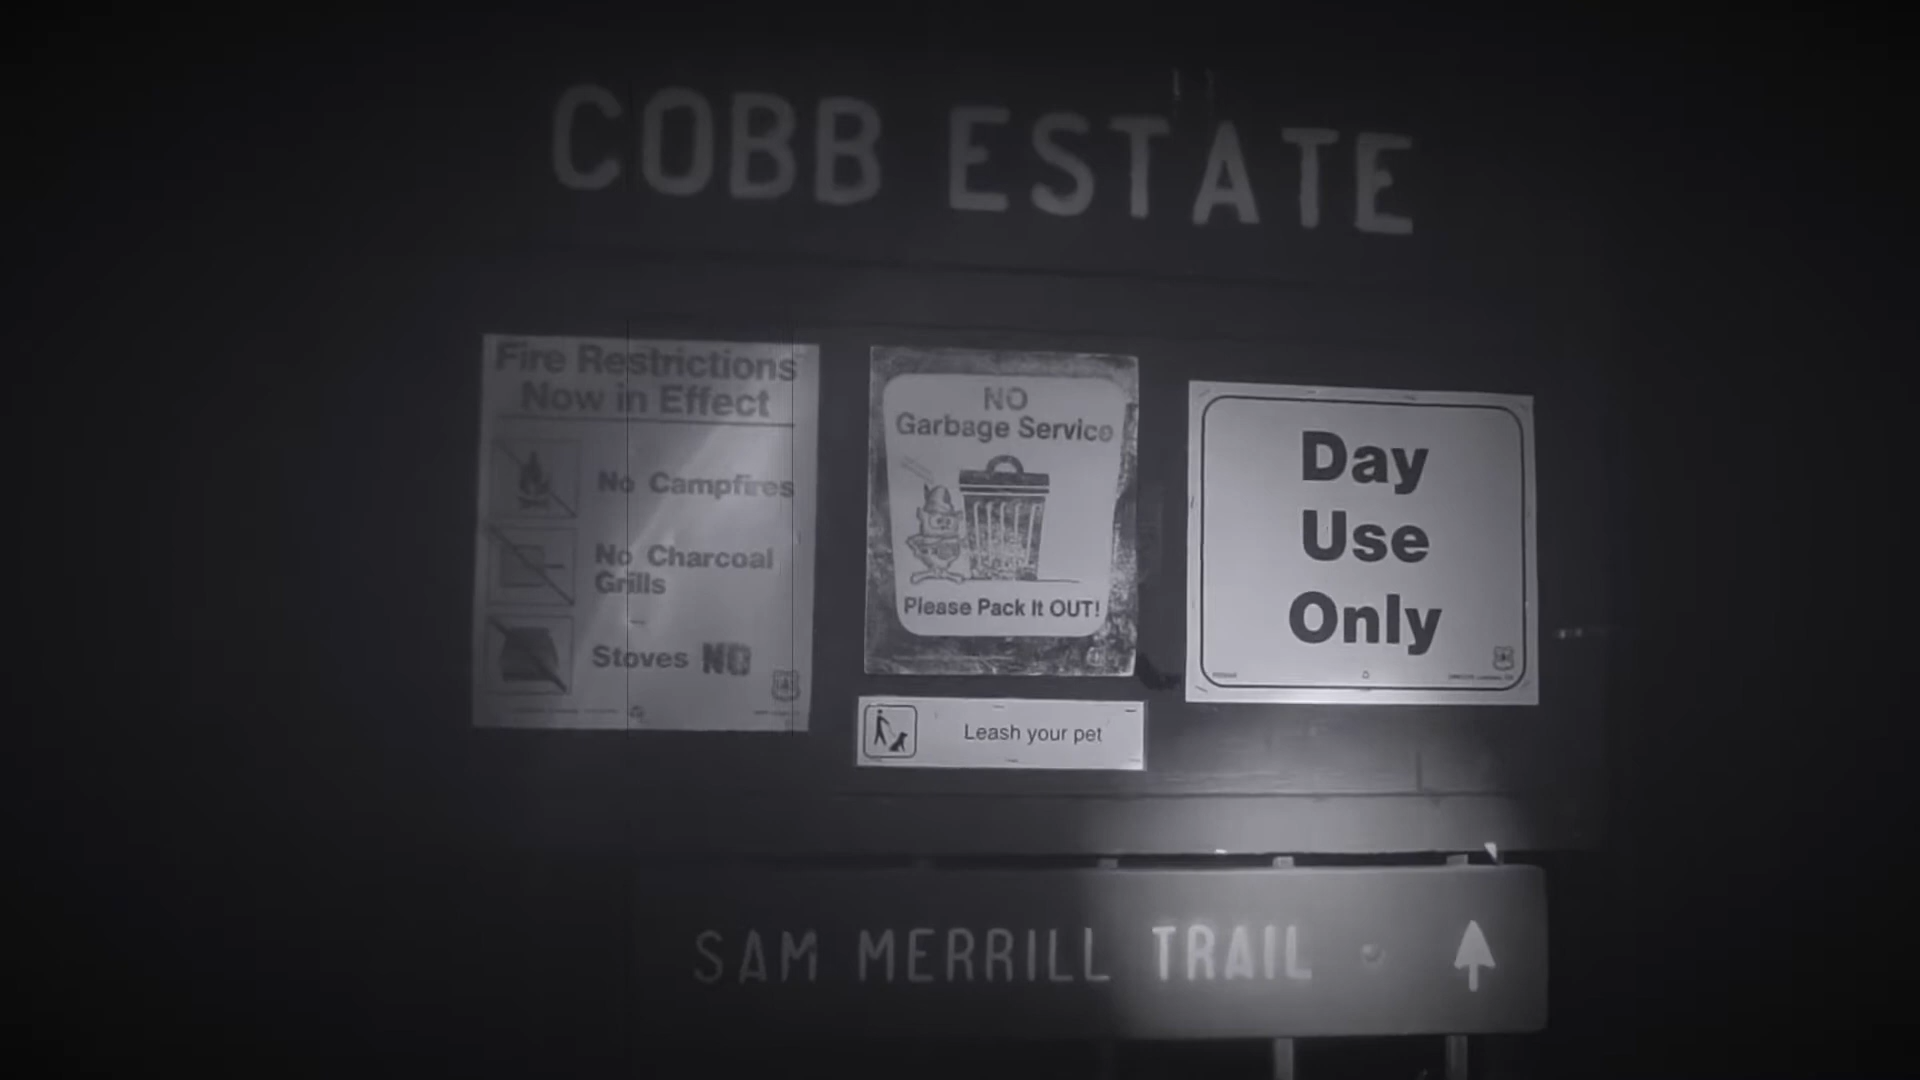 COBB ESTATE
Fire Restrictions
Now in Effect
No Campfires
No Charcoal
Grills
Stoves NO
NO
Garbage Service
Please Pack It OUT!
Leash your pet
Day
Use
Only
SAM MERRILL TRAIL